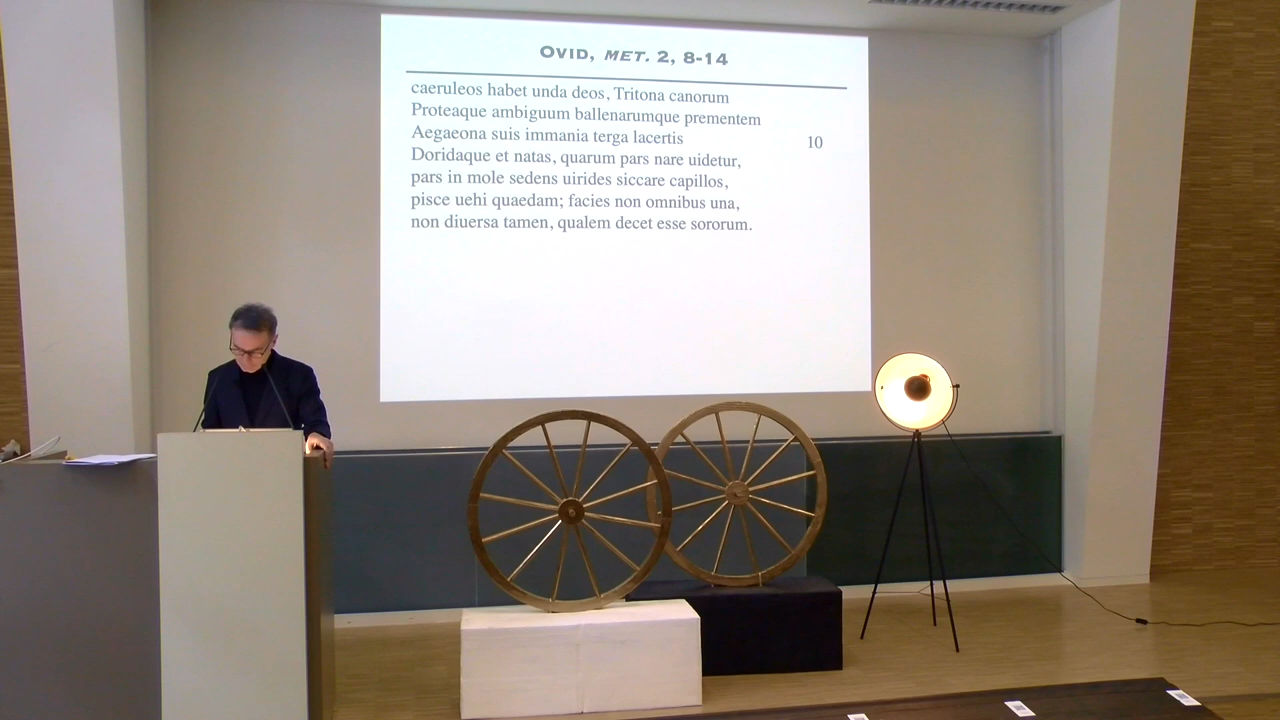 OVID, MET. 2, 8-14
caeruleos habet unda deos, Tritona canorum
Proteaque ambiguum ballenarumque prementem
Aegaeona suis immania terga lacertis 10
Doridaque et natas, quarum pars nare uidetur,
pars in mole sedens uirides siccare capillos,
pisce uehi quaedam; facies non omnibus una,
non diuersa tamen, qualem decet esse sororum.